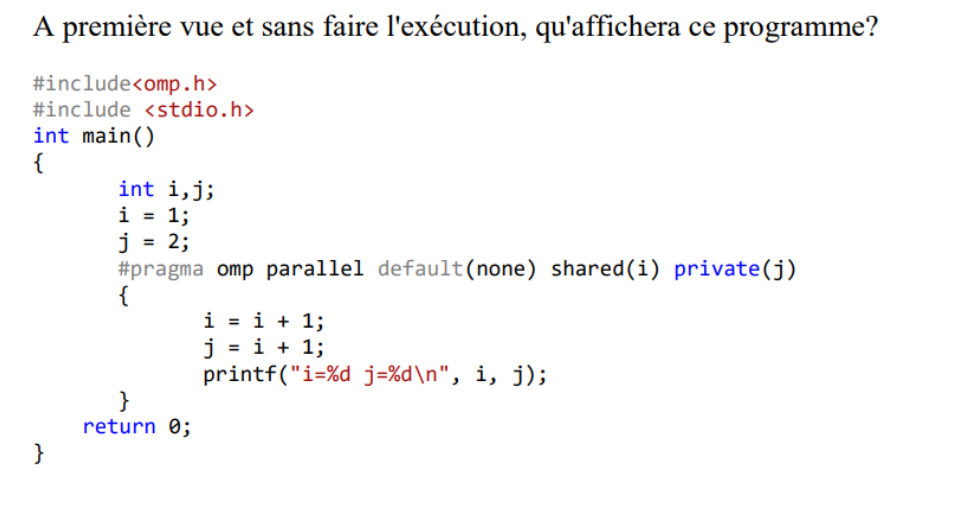 A première vue et sans faire l'exécution, qu'affichera ce programme?
#include<omp.h>
#include <stdio.h>
int main()
{
int i,j;
i = 1;
j = 2;
#pragma omp parallel default(none) shared(i) private(j)
{
i = i + 1;
j = i + 1;
printf("i=%d j=%d\n", i, j);
}
return 0;
}